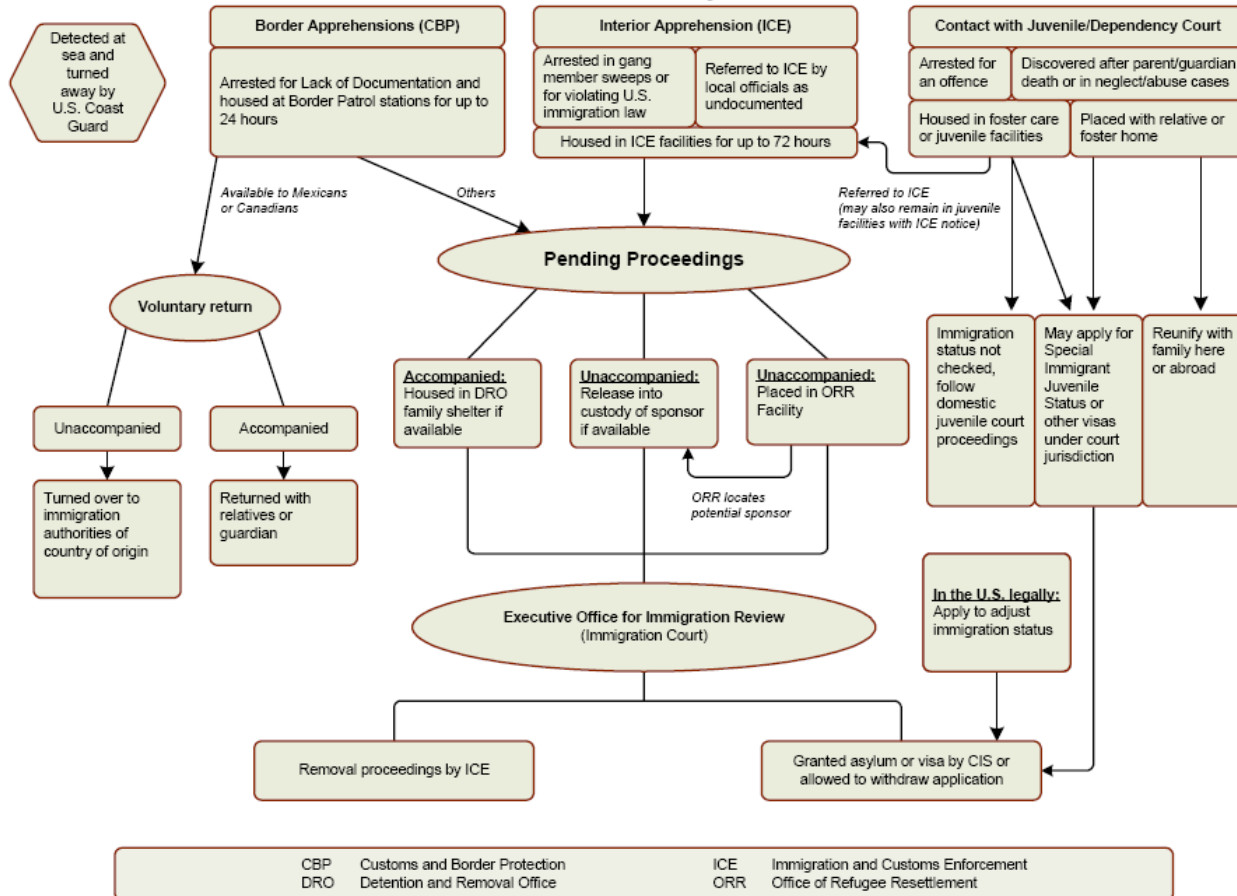 Detected at
sea and
turned
away by
U.S. Coast
Guard
Border Apprehensions (CBP)
Arrested for Lack of Documentation and
housed at Border Patrol stations for up to
24 hours
Interior Apprehension (ICE)
Arrested in gang
member sweeps or
for violating U.S.
immigration law
Referred to ICE by
local officials as
undocumented
Housed in ICE facilities for up to 72 hours
Contact with Juvenile/Dependency Court
Arrested for
an offence
Discovered after parent/guardian
death or in neglect/abuse cases
Housed in foster care
or juvenile facilities
Placed with relative or
foster home
Available to Mexicans
or Canadians
Others
Referred to ICE
(may also remain in juvenile
facilities with ICE notice)
Pending Proceedings
Voluntary return
Unaccompanied
Accompanied
Turned over to
immigration
authorities of
country of origin
Returned with
relatives or
guardian
Accompanied:
Housed in DRO
family shelter if
available
Unaccompanied:
Release into
custody of sponsor
if available
Unaccompanied:
Placed in ORR
Facility
ORR locates
potential sponsor
Immigration
status not
checked,
follow
domestic
juvenile court
proceedings
May apply for
Special
Immigrant
Juvenile
Status or
other visas
under court
jurisdiction
Reunify with
family here
or abroad
Executive Office for Immigration Review
(Immigration Court)
In the U.S. legally:
Apply to adjust
immigration status
Removal proceedings by ICE
Granted asylum or visa by CIS or
allowed to withdraw application
CBP Customs and Border Protection
DRO Detention and Removal Office
ICE Immigration and Customs Enforcement
ORR Office of Refugee Resettlement